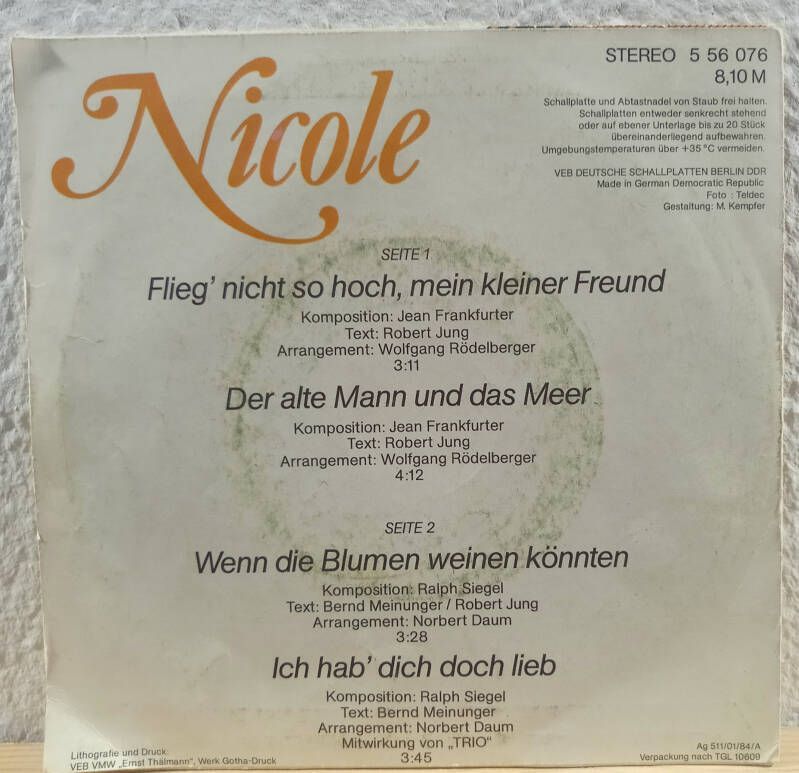 Nicole
STEREO 5 56 076
8,10 M
Schallplatte und Abtastnadel von Staub frei halten.
Schallplatten entweder senkrecht stehend
oder auf ebener Unterlage bis zu 20 Stück
übereinanderliegend aufbewahren.
Umgebungstemperaturen über +35 °C vermeiden.
VEB DEUTSCHE SCHALLPLATTEN BERLIN DDR
Made in German Democratic Republic
Foto : Teldec
Gestaltung: M. Kempfer
SEITE 1
Flieg' nicht so hoch, mein kleiner Freund
Komposition: Jean Frankfurter
Text: Robert Jung
Arrangement: Wolfgang Rödelberger
3:11
Der alte Mann und das Meer
Komposition: Jean Frankfurter
Text: Robert Jung
Arrangement: Wolfgang Rödelberger
4:12
SEITE 2
Wenn die Blumen weinen könnten
Komposition: Ralph Siegel
Text: Bernd Meinunger / Robert Jung
Arrangement: Norbert Daum
3:28
Ich hab' dich doch lieb
Komposition: Ralph Siegel
Text: Bernd Meinunger
Arrangement: Norbert Daum
Mitwirkung von „TRIO"
3:45
Lithografie und Druck:
VEB VMW „Ernst Thälmann", Werk Gotha-Druck
Ag 511/01/84/A
Verpackung nach TGL 10609